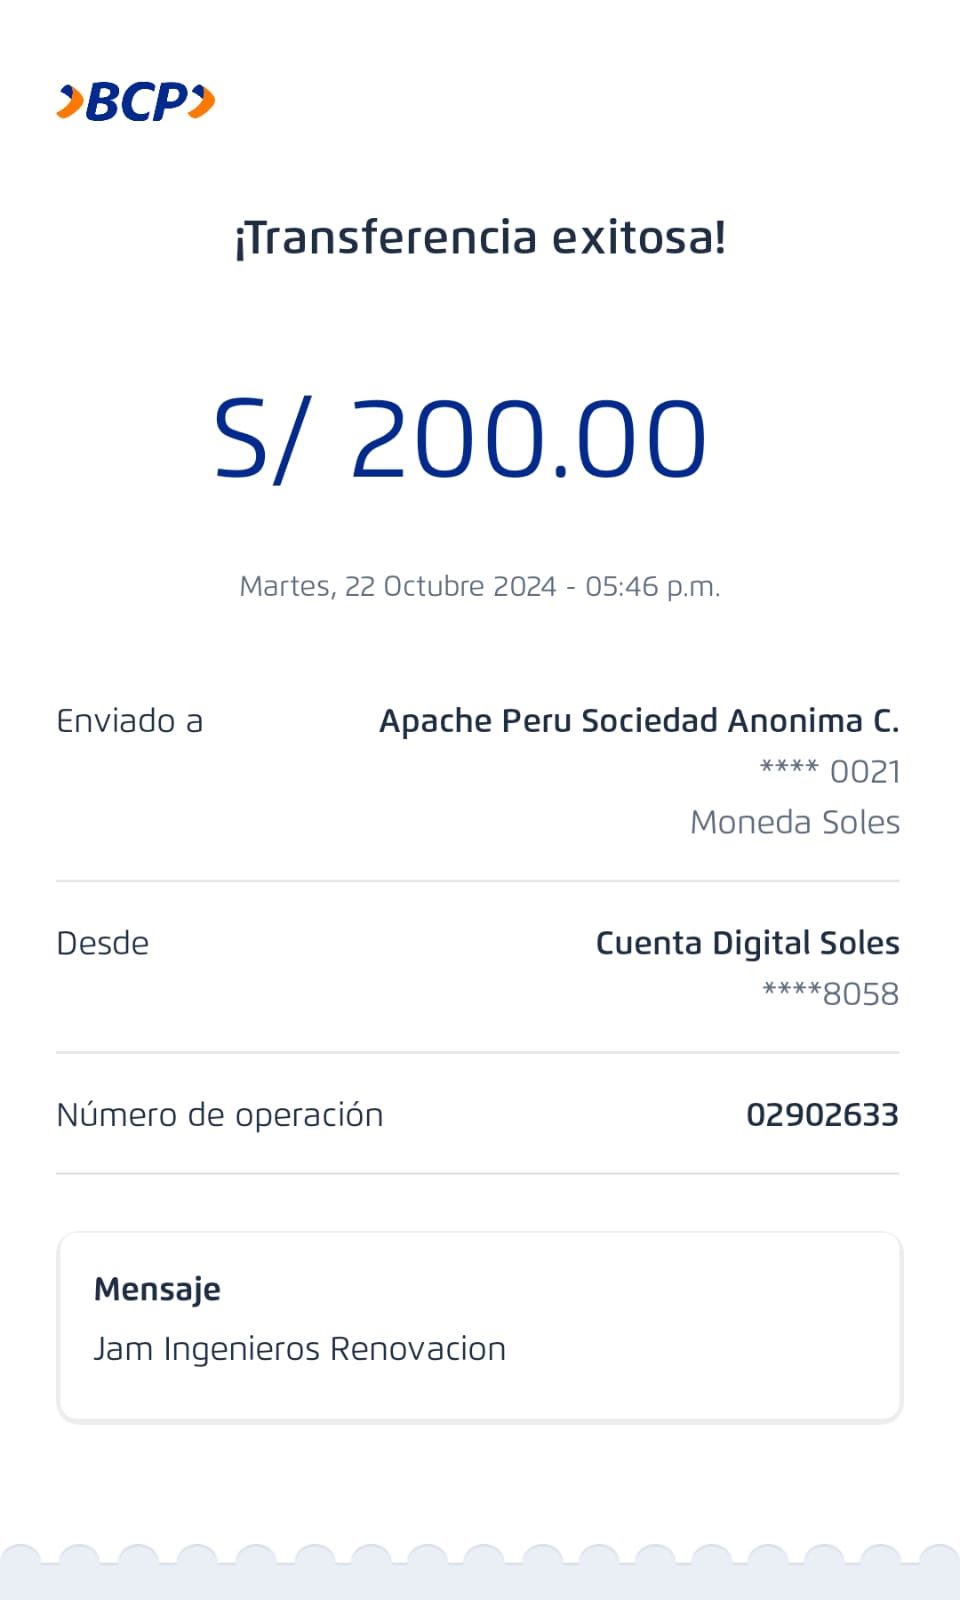 BCP
¡Transferencia exitosa!
S/ 200.00
Martes, 22 Octubre 2024 - 05:46 p.m.
Enviado a
Apache Peru Sociedad Anonima C.
**** 0021
Moneda Soles
Desde
Cuenta Digital Soles
****8058
Número de operación
02902633
Mensaje
Jam Ingenieros Renovacion